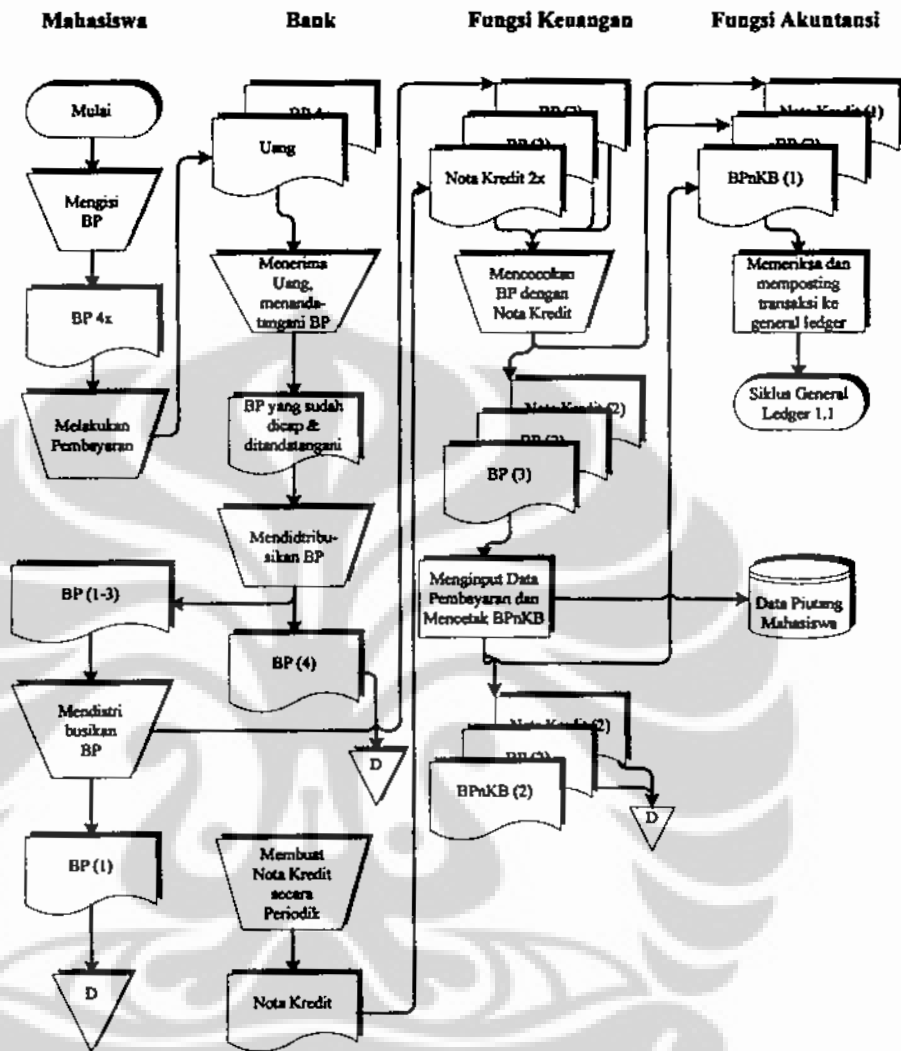 Mahasiswa
Bank
Fungsi Keuangan
Fungsi Akuntansi
Mulai
Mengisi
BP
BP 4x
Melakukan
Pembayaran
BP (1-3)
Mendistri
busikan
BP
BP (1)
D
Uang
Menerima
Uang,
menanda-
tangani BP
BP yang sudah
dicap &
ditandatangani
Mendidtribu-
sikan BP
BP (4)
D
Membuat
Nota Kredit
secara
Periodik
Nota Kredit
Nota Kredit 2x
Mencocokan
BP dengan
Nota Kredit
Nota Kredit (2)
BP (3)
Menginput Data
Pembayaran dan
Mencetak BPnKB
Nota Kredit (2)
BPnKB (2)
D
Nota Kredit (1)
BPnKB (1)
Memeriksa dan
memposting
transaksi ke
general ledger
Siklus General
Ledger 1.1
Data Piutang
Mahasiswa